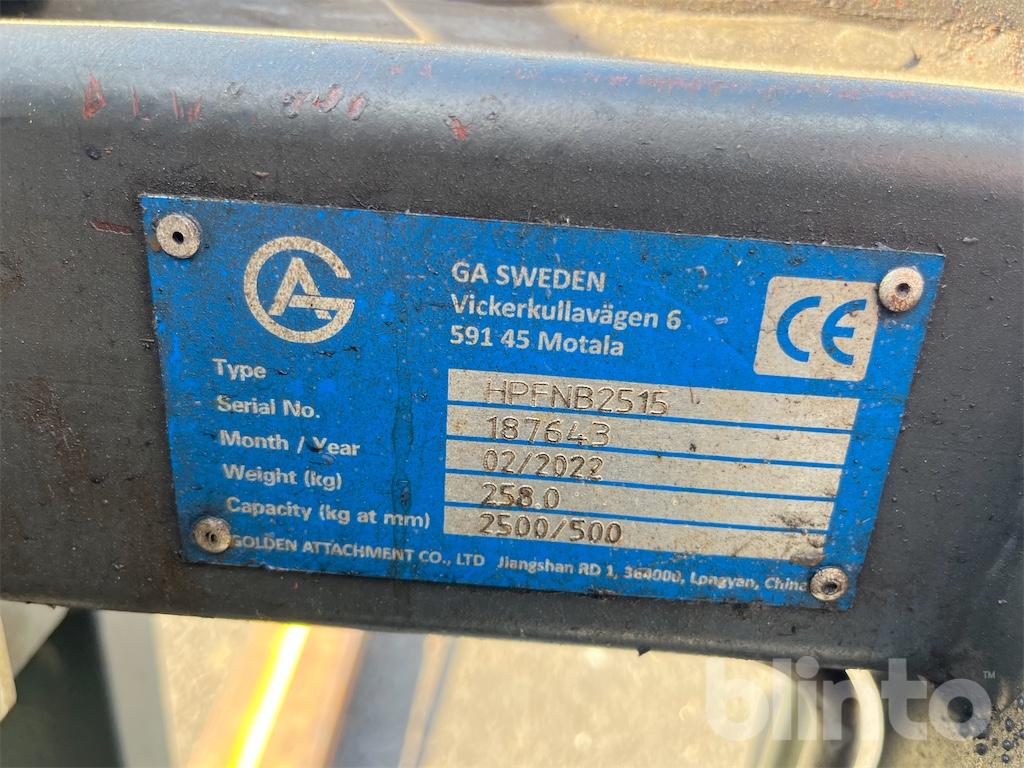 GA SWEDEN
Vickerkullavägen 6
591 45 Motala
CE
Type HPFNB2515
Serial No. 187643
Month / Year 02/2022
Weight (kg) 258.0
Capacity (kg at mm) 2500/500
GOLDEN ATTACHMENT CO., LTD Jiangshan RD 1, 364000, Longyan, China
blinto™